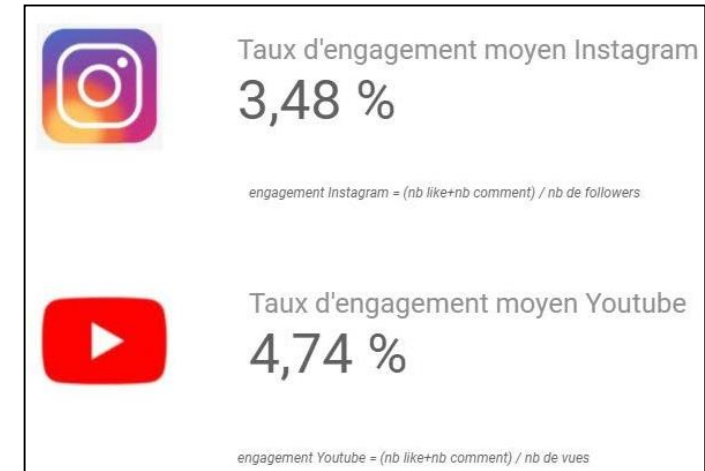 Taux d'engagement moyen Instagram
3,48 %
engagement Instagram = (nb like+nb comment) / nb de followers
Taux d'engagement moyen Youtube
4,74 %
engagement Youtube = (nb like+nb comment) / nb de vues